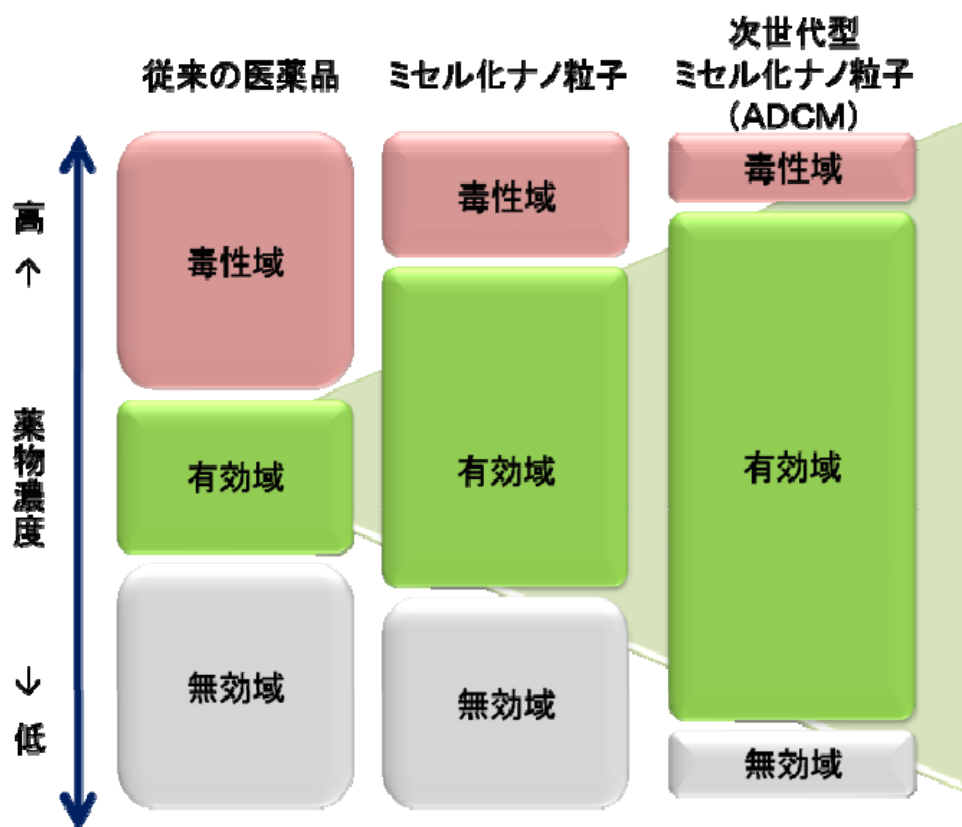 従来の医薬品
ミセル化ナノ粒子
次世代型
ミセル化ナノ粒子
(ADCM)
高
↑
薬物濃度
↓
低
毒性域
有効域
無効域
毒性域
有効域
無効域
毒性域
有効域
無効域